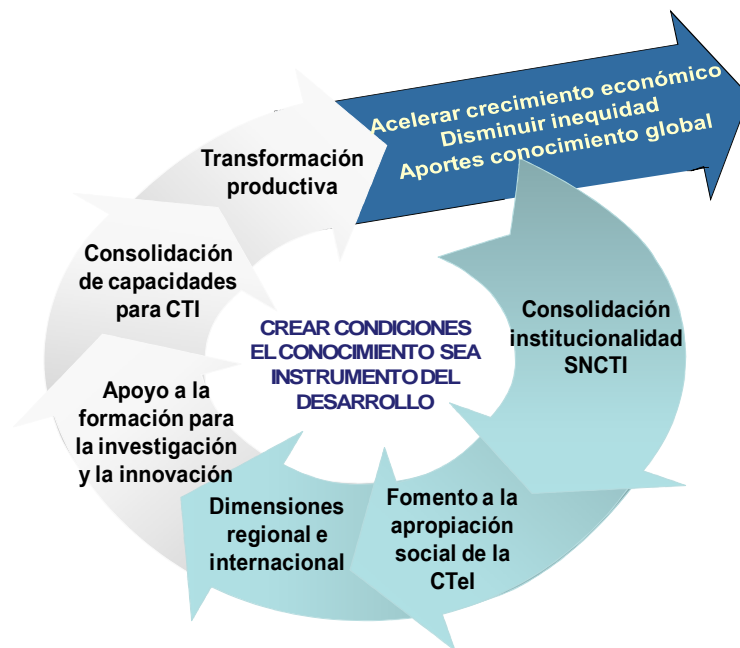 Acelerar crecimiento económico
Disminuir inequidad
Aportes conocimiento global
Transformación
productiva
Consolidación
de capacidades
para CTI
CREAR CONDICIONES
EL CONOCIMIENTO SEA
INSTRUMENTO DEL
DESARROLLO
Consolidación
institucionalidad
SNCTI
Apoyo a la
formación para
la investigación
y la innovación
Dimensiones
regional e
internacional
Fomento a la
apropiación
social de la
CTeI